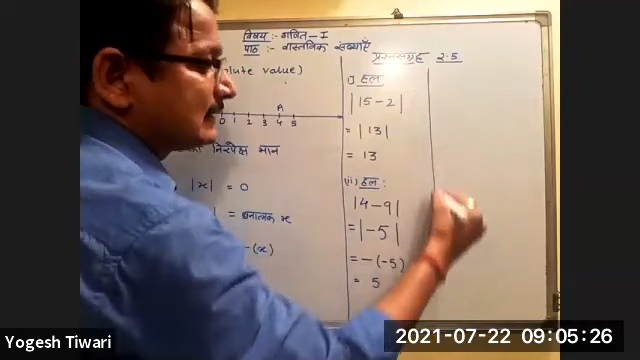 विषय :- गणित-I
पाठ :- वास्तविक संख्याएँ
lute value)
A
0 1 2 3 4 5
निरपेक्ष मान
|x| = 0
| = धनात्मक x
-(x)
प्रश्नसंग्रह 2.5
i) हल
|15-2|
= |13|
= 13
(ii) हल :
|4-9|
= |-5|
= -(-5)
= 5
Yogesh Tiwari
2021-07-22 09:05:26